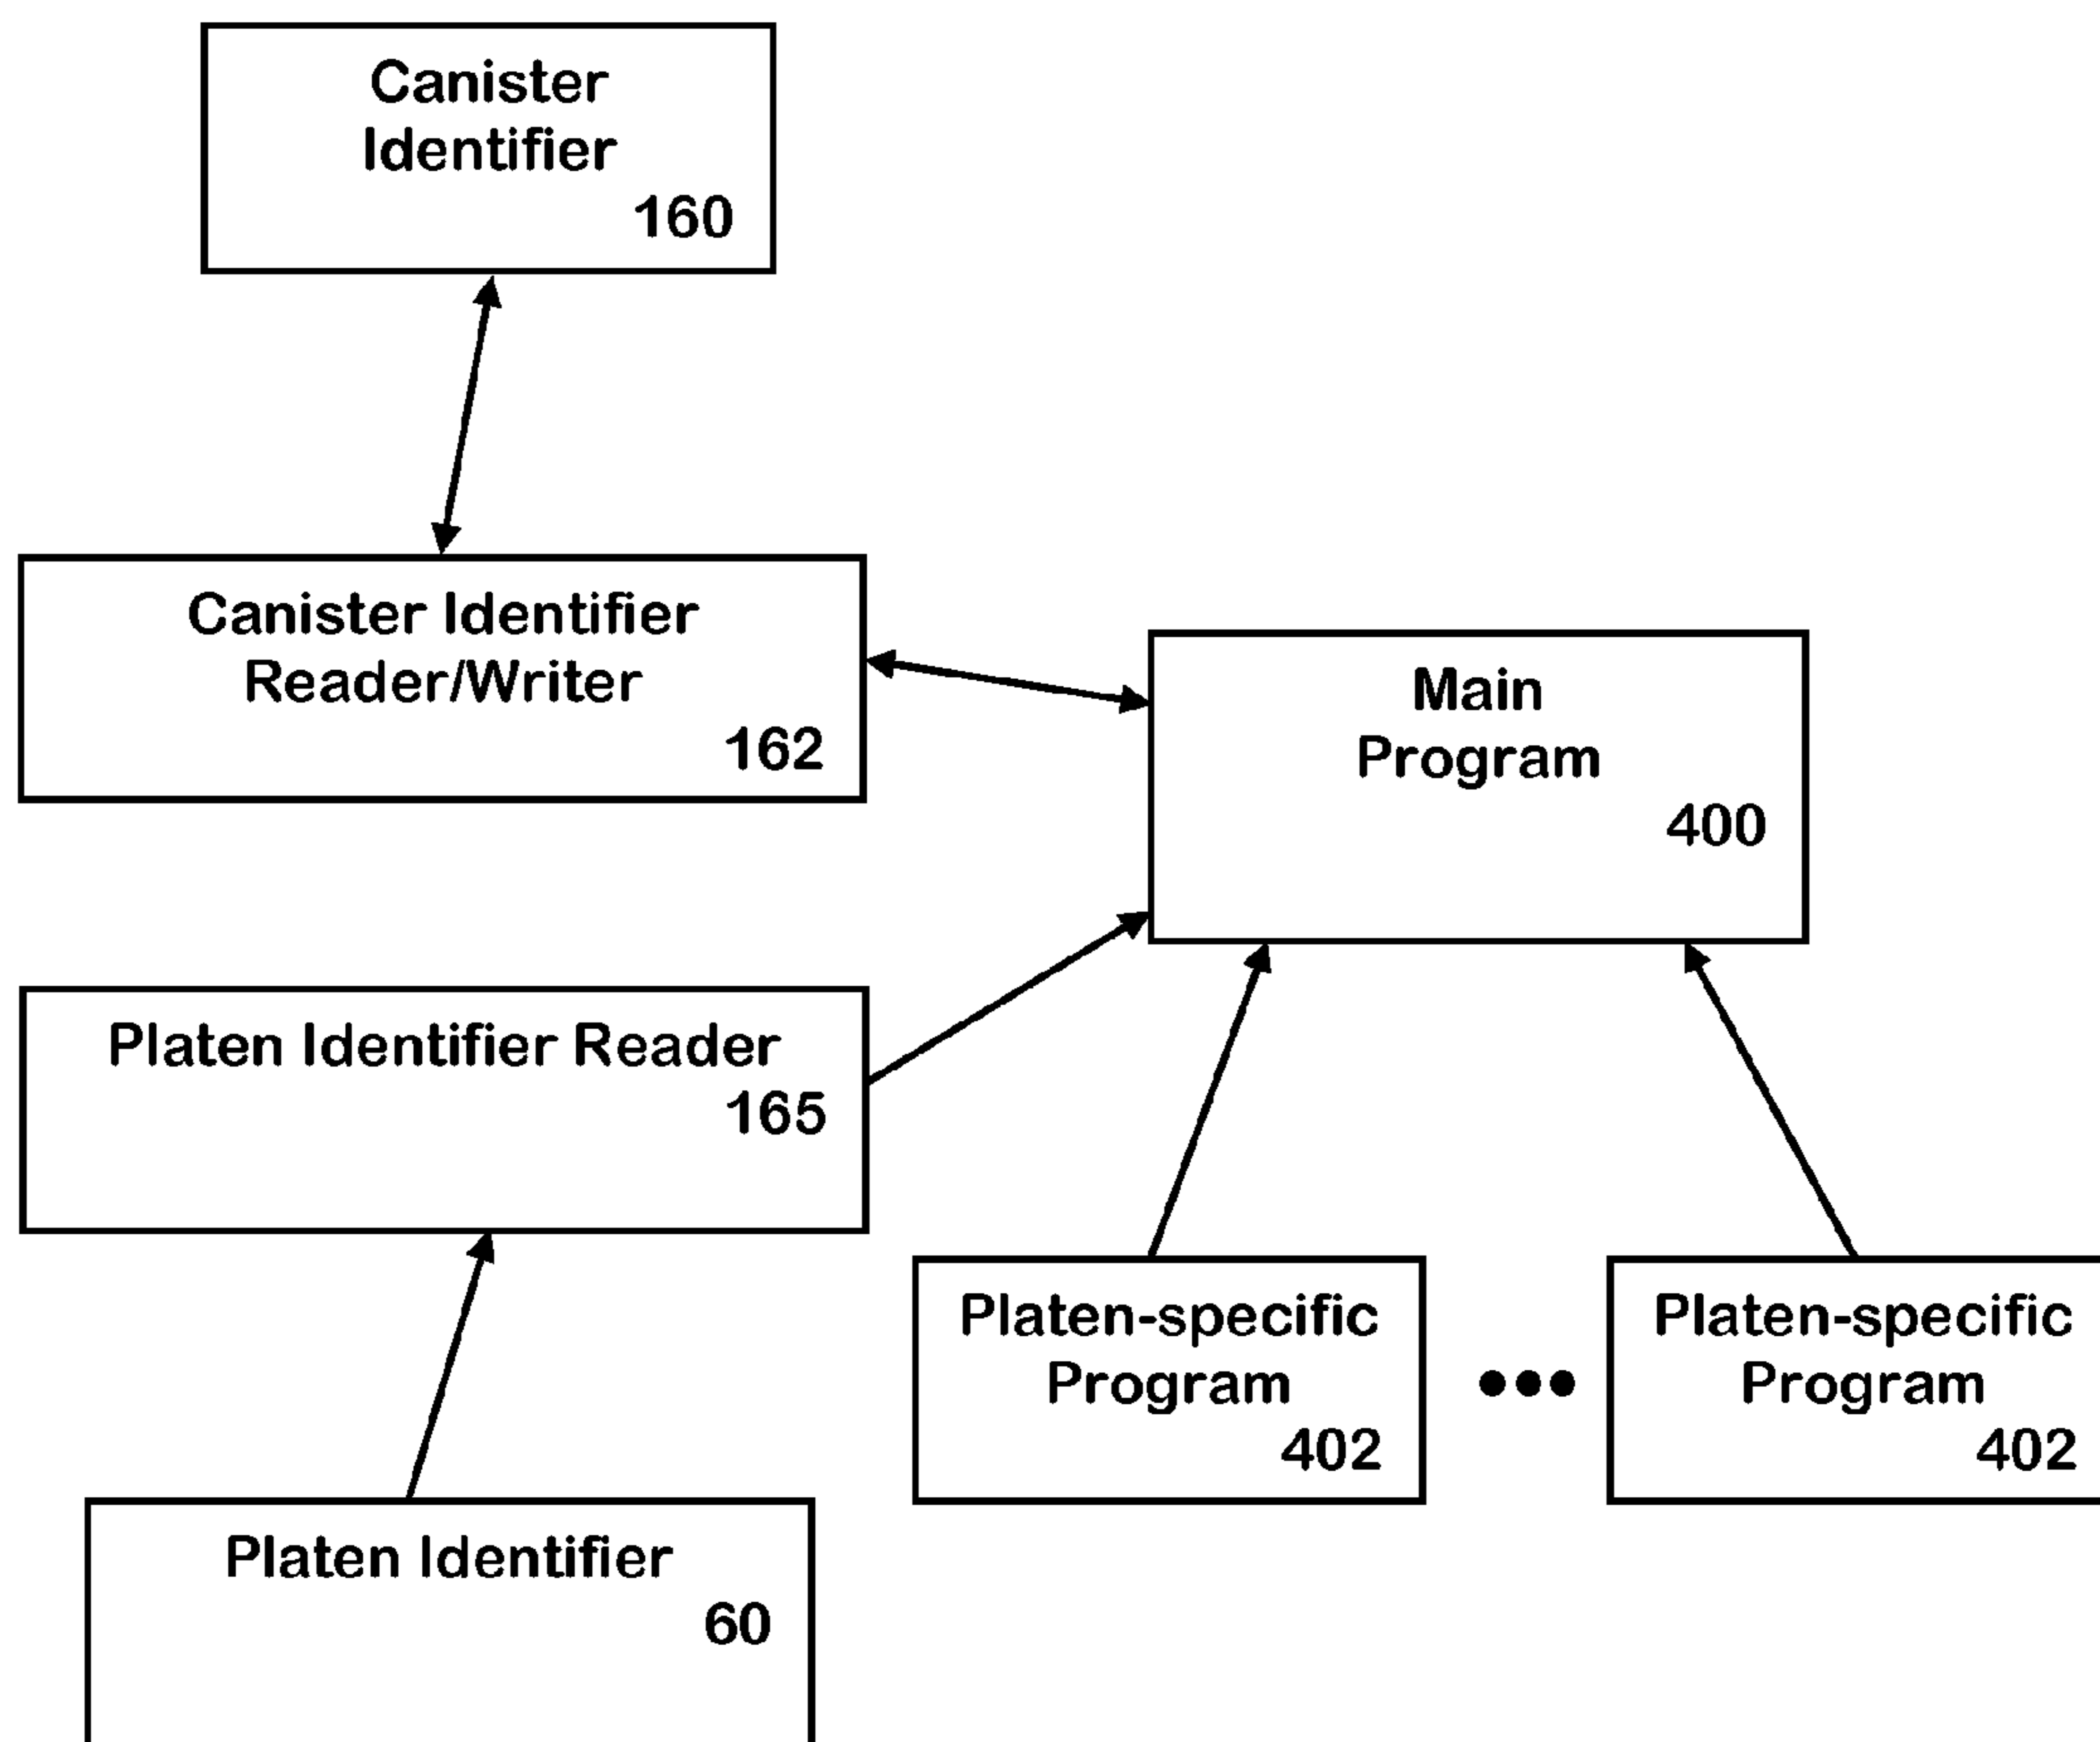 Canister
Identifier
160
Canister Identifier
Reader/Writer
162
Main
Program
400
Platen Identifier Reader
165
Platen-specific
Program
402
Platen-specific
Program
402
Platen Identifier
60